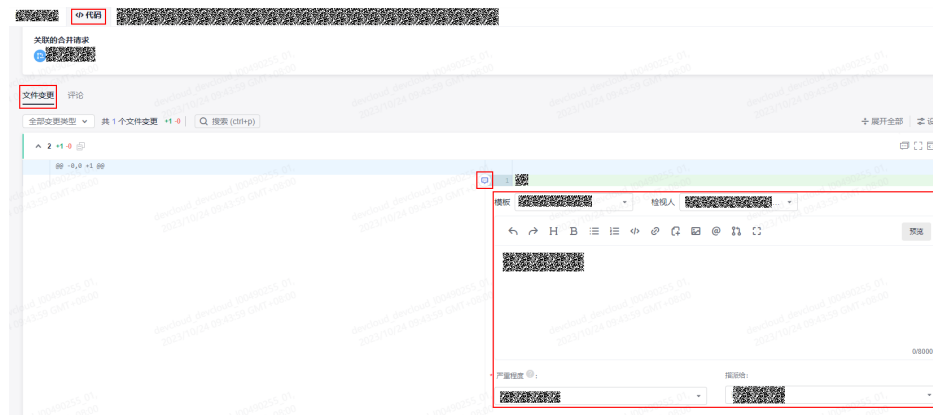 </> 代码
关联的合并请求
文件变更 评论
全部变更类型 共 1 个文件变更 +1 -0 搜索 (ctrl+p) 展开全部
2 +1 -0
@@ -0,0 +1 @@
模板 检视人
H B </> @ 预览
0/8000
* 严重程度 : 指派给: